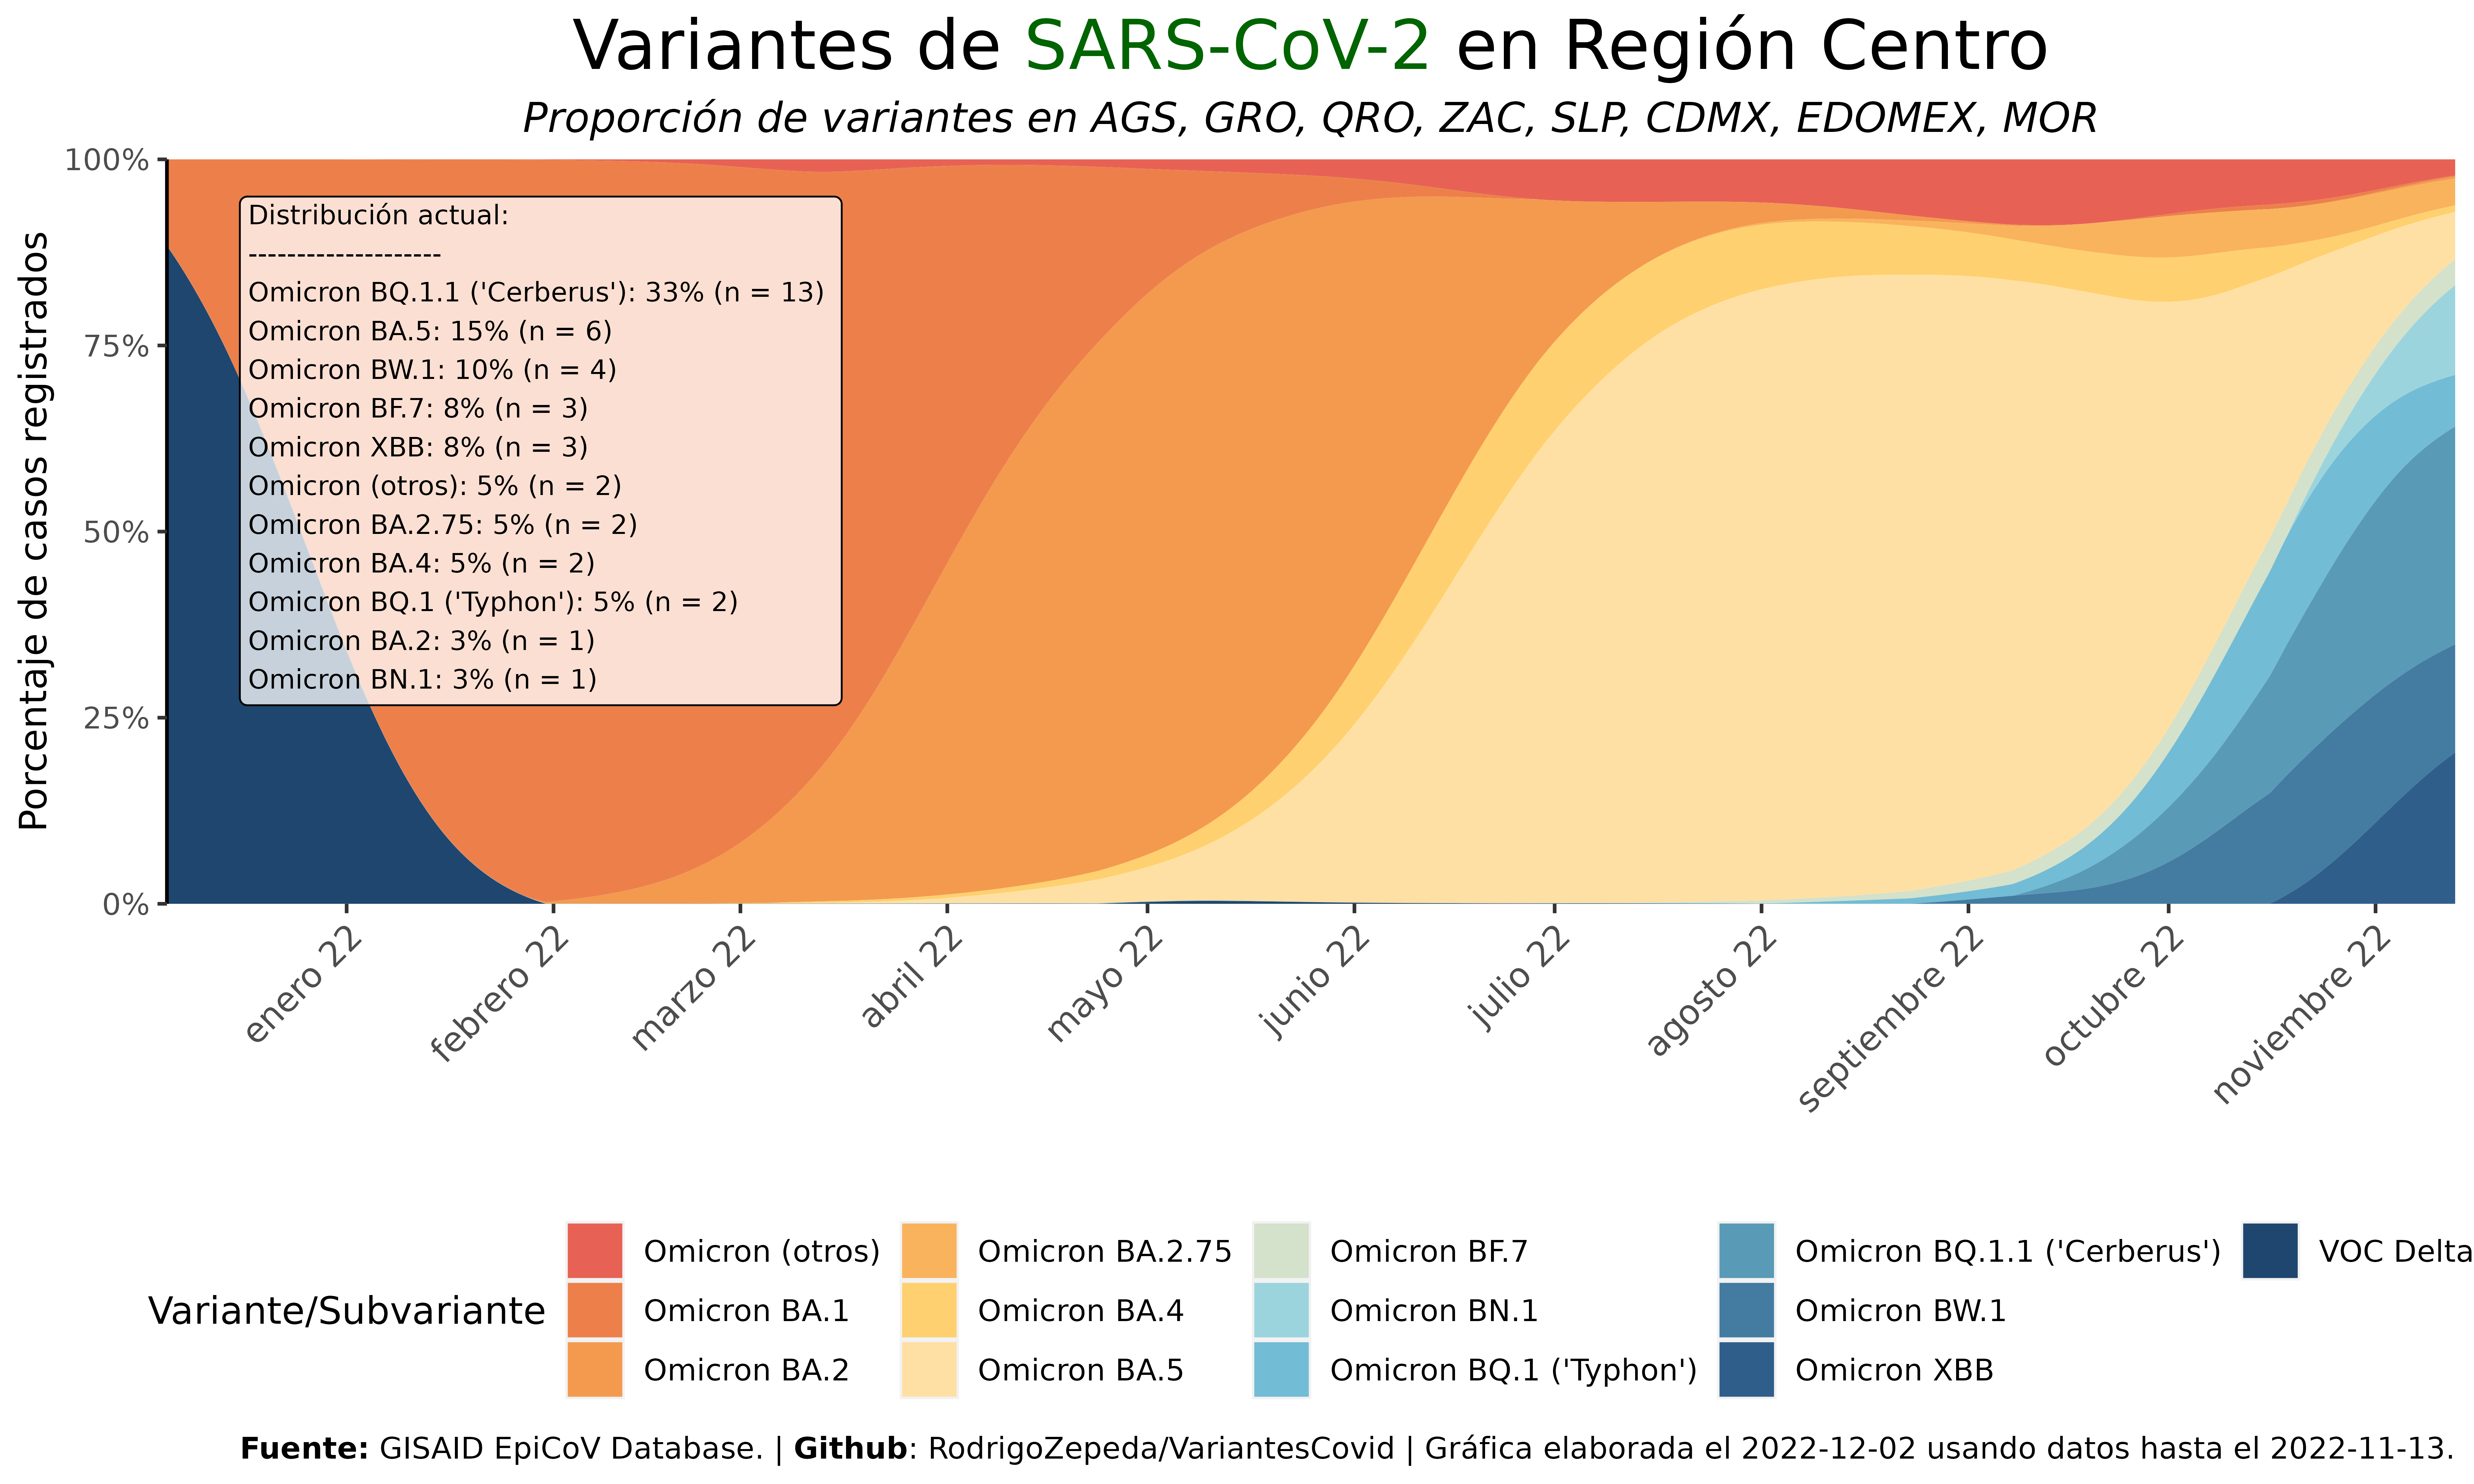 Variantes de SARS-CoV-2 en Región Centro
Proporción de variantes en AGS, GRO, QRO, ZAC, SLP, CDMX, EDOMEX, MOR
Porcentaje de casos registrados
100%
75%
50%
25%
0%
Distribución actual:
--------------------
Omicron BQ.1.1 ('Cerberus'): 33% (n = 13)
Omicron BA.5: 15% (n = 6)
Omicron BW.1: 10% (n = 4)
Omicron BF.7: 8% (n = 3)
Omicron XBB: 8% (n = 3)
Omicron (otros): 5% (n = 2)
Omicron BA.2.75: 5% (n = 2)
Omicron BA.4: 5% (n = 2)
Omicron BQ.1 ('Typhon'): 5% (n = 2)
Omicron BA.2: 3% (n = 1)
Omicron BN.1: 3% (n = 1)
enero 22
febrero 22
marzo 22
abril 22
mayo 22
junio 22
julio 22
agosto 22
septiembre 22
octubre 22
noviembre 22
Variante/Subvariante
Omicron (otros)
Omicron BA.1
Omicron BA.2
Omicron BA.2.75
Omicron BA.4
Omicron BA.5
Omicron BF.7
Omicron BN.1
Omicron BQ.1 ('Typhon')
Omicron BQ.1.1 ('Cerberus')
Omicron BW.1
Omicron XBB
VOC Delta
Fuente: GISAID EpiCoV Database. | Github: RodrigoZepeda/VariantesCovid | Gráfica elaborada el 2022-12-02 usando datos hasta el 2022-11-13.